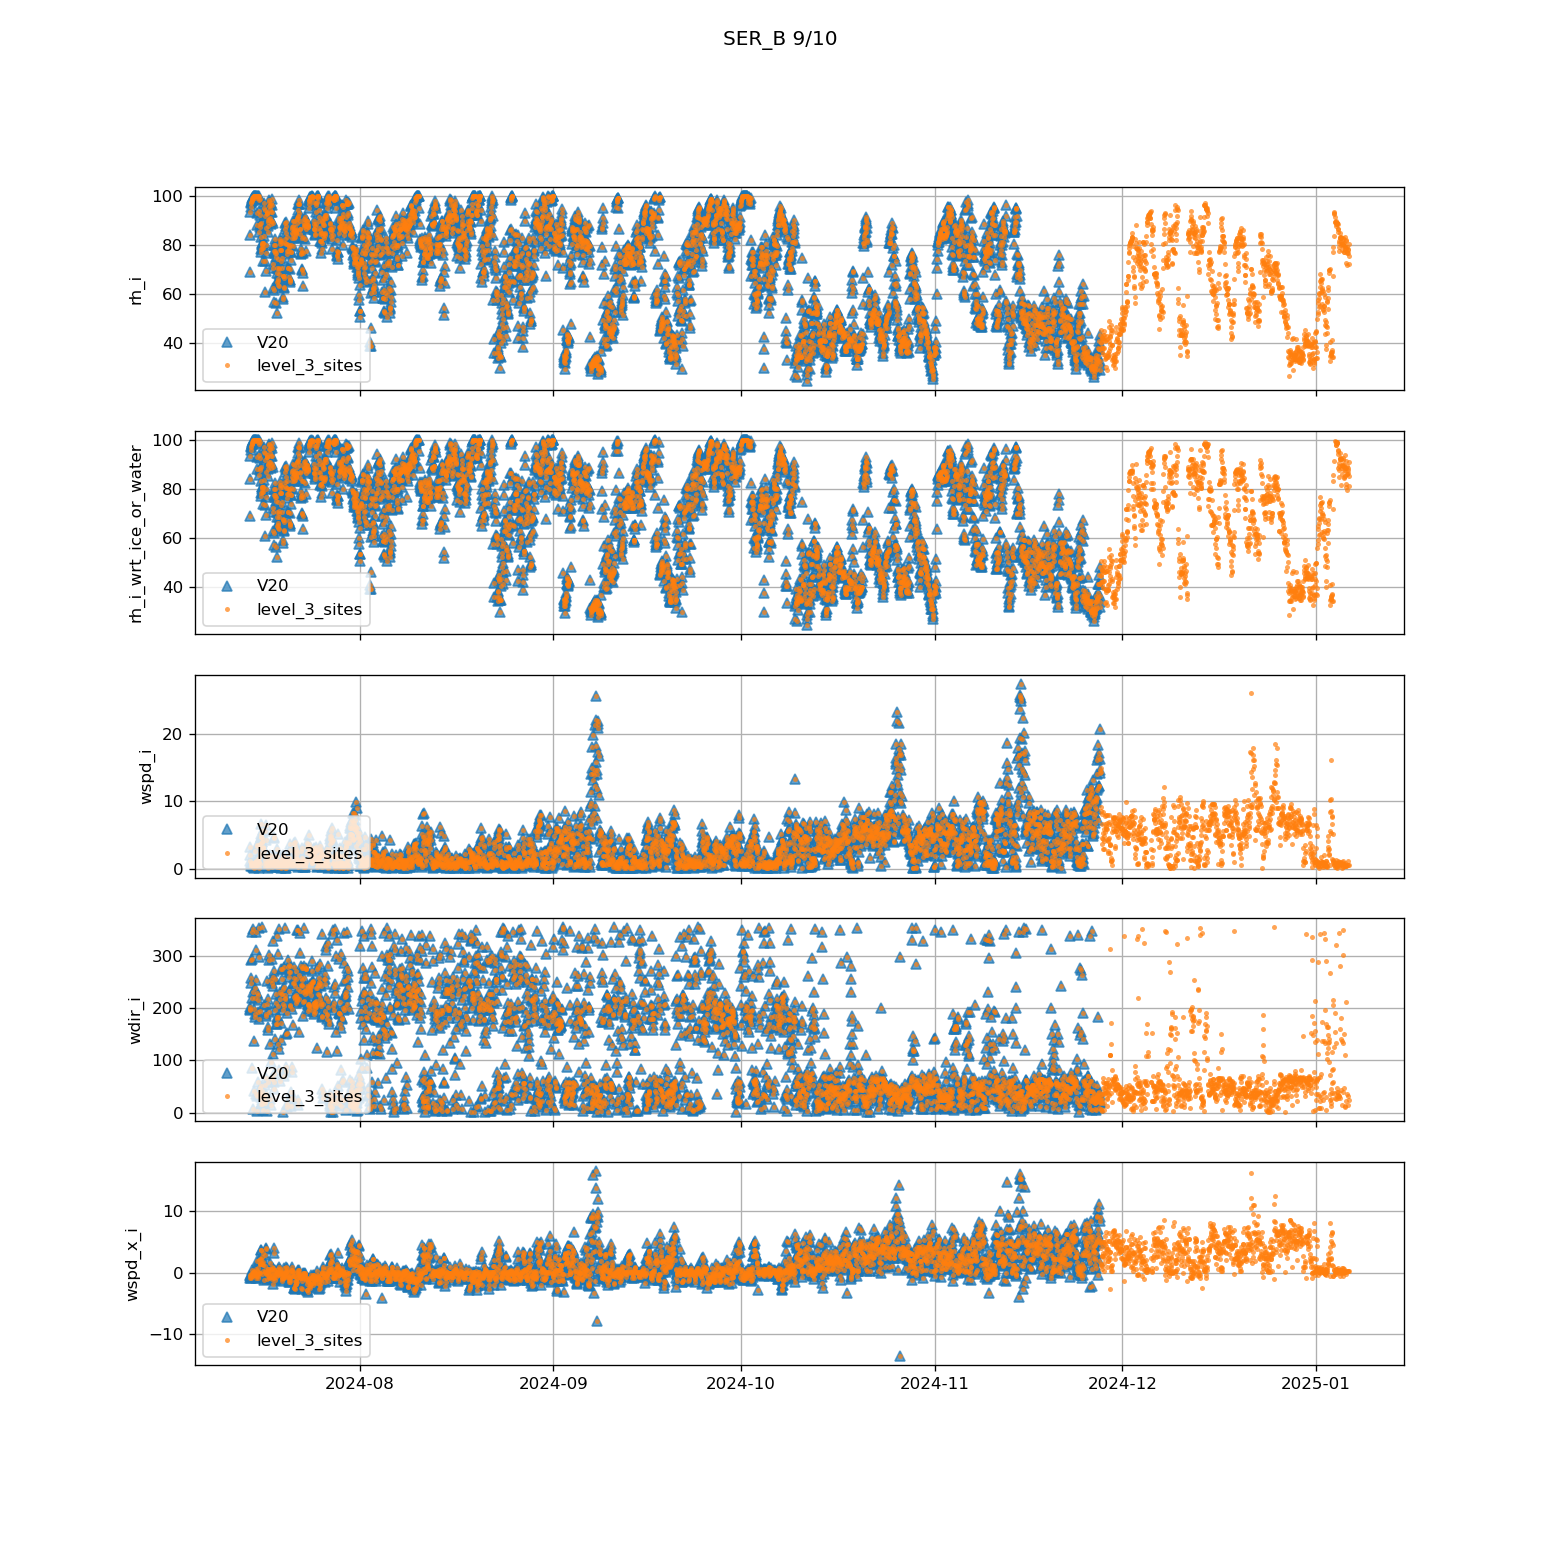 SER_B 9/10
100
80
60
40
rh_i
V20
level_3_sites
100
80
60
40
rh_i_wrt_ice_or_water
V20
level_3_sites
20
10
0
wspd_i
V20
level_3_sites
300
200
100
0
wdir_i
V20
level_3_sites
10
0
−10
wspd_x_i
V20
level_3_sites
2024-08 2024-09 2024-10 2024-11 2024-12 2025-01